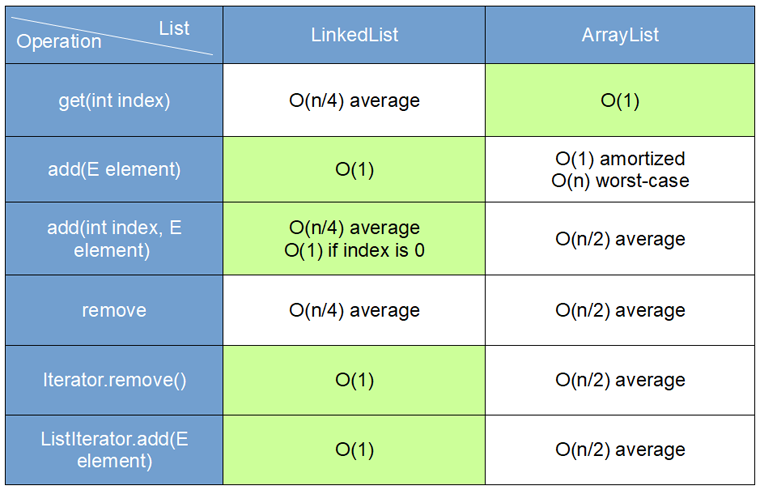 List
Operation
LinkedList
ArrayList
get(int index)
O(n/4) average
O(1)
add(E element)
O(1)
O(1) amortized
O(n) worst-case
add(int index, E
element)
O(n/4) average
O(1) if index is 0
O(n/2) average
remove
O(n/4) average
O(n/2) average
Iterator.remove()
O(1)
O(n/2) average
ListIterator.add(E
element)
O(1)
O(n/2) average